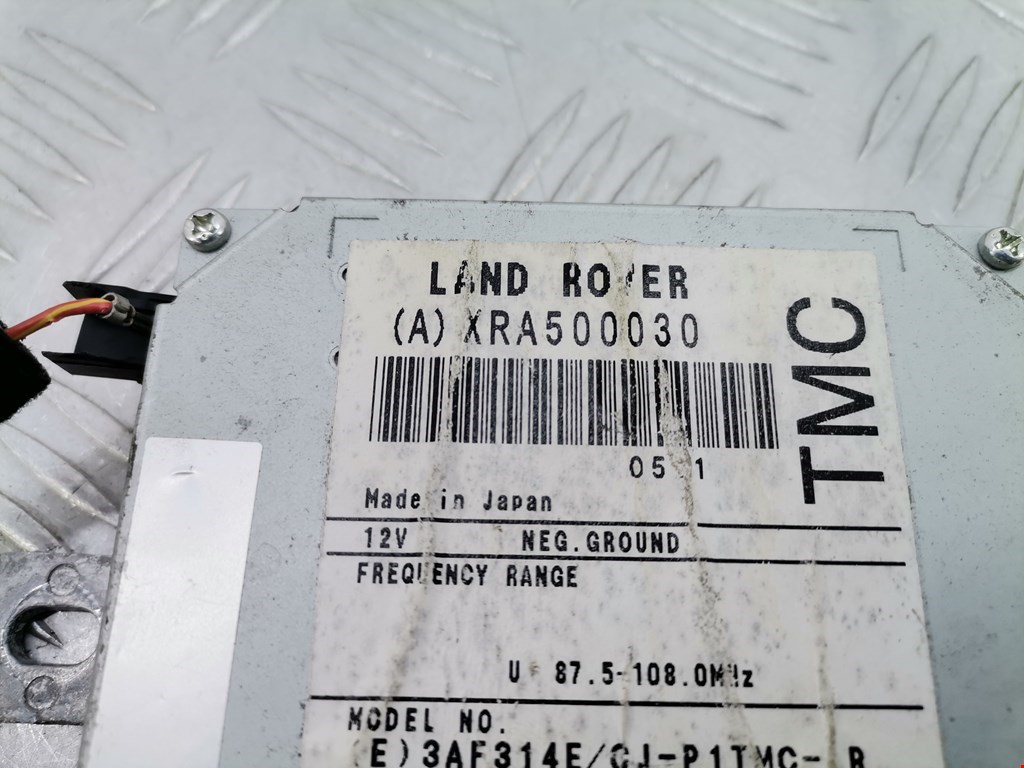 LAND ROVER
(A) XRA500030
TMC
Made in Japan
12V NEG.GROUND
FREQUENCY RANGE
U 87.5-108.0MHz
MODEL NO.